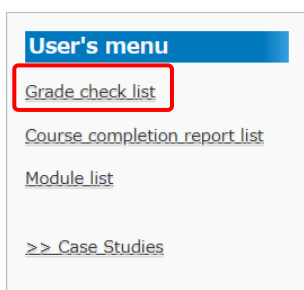 User's menu
Grade check list
Course completion report list
Module list
>> Case Studies